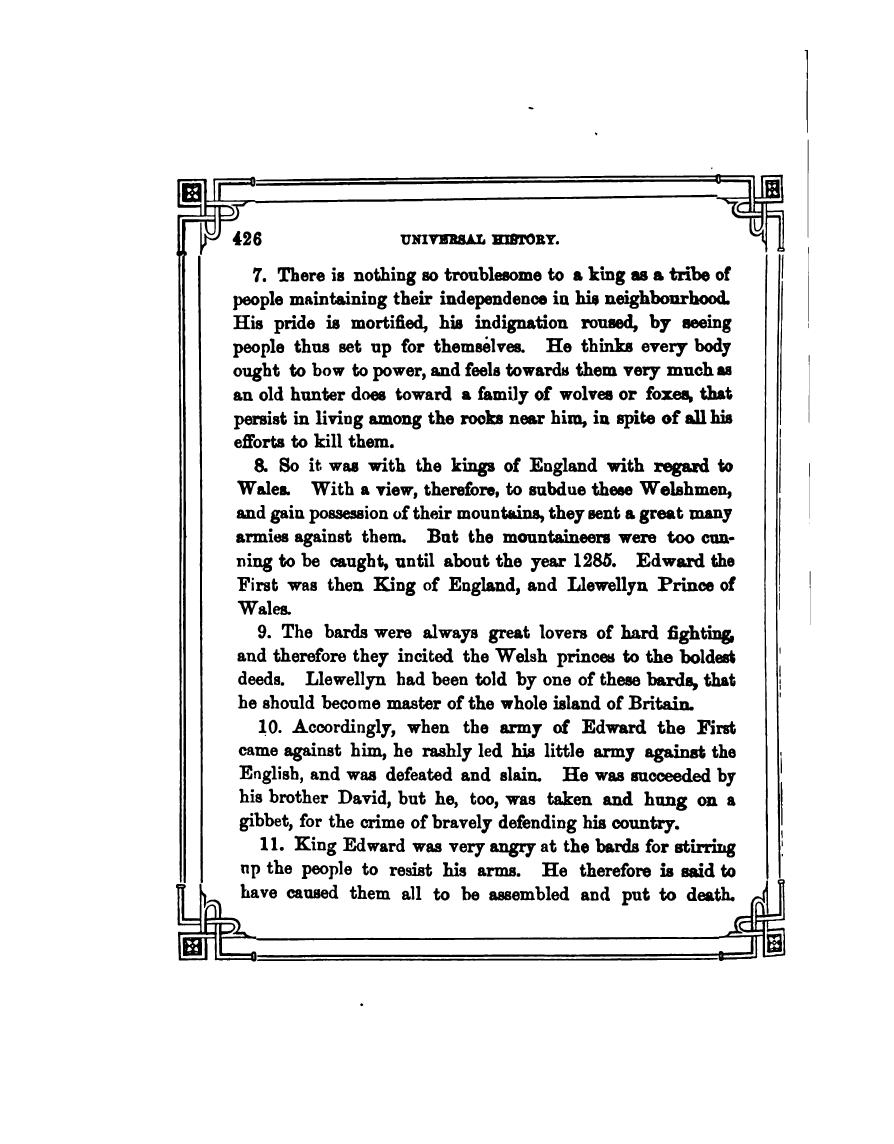 426 UNIVERSAL HISTORY.
7. There is nothing so troublesome to a king as a tribe of
people maintaining their independence in his neighbourhood.
His pride is mortified, his indignation roused, by seeing
people thus set up for themselves. He thinks every body
ought to bow to power, and feels towards them very much as
an old hunter does toward a family of wolves or foxes, that
persist in living among the rocks near him, in spite of all his
efforts to kill them.
8. So it was with the kings of England with regard to
Wales. With a view, therefore, to subdue these Welshmen,
and gain possession of their mountains, they sent a great many
armies against them. But the mountaineers were too cun-
ning to be caught, until about the year 1285. Edward the
First was then King of England, and Llewellyn Prince of
Wales.
9. The bards were always great lovers of hard fighting,
and therefore they incited the Welsh princes to the boldest
deeds. Llewellyn had been told by one of these bards, that
he should become master of the whole island of Britain.
10. Accordingly, when the army of Edward the First
came against him, he rashly led his little army against the
English, and was defeated and slain. He was succeeded by
his brother David, but he, too, was taken and hung on a
gibbet, for the crime of bravely defending his country.
11. King Edward was very angry at the bards for stirring
up the people to resist his arms. He therefore is said to
have caused them all to be assembled and put to death.